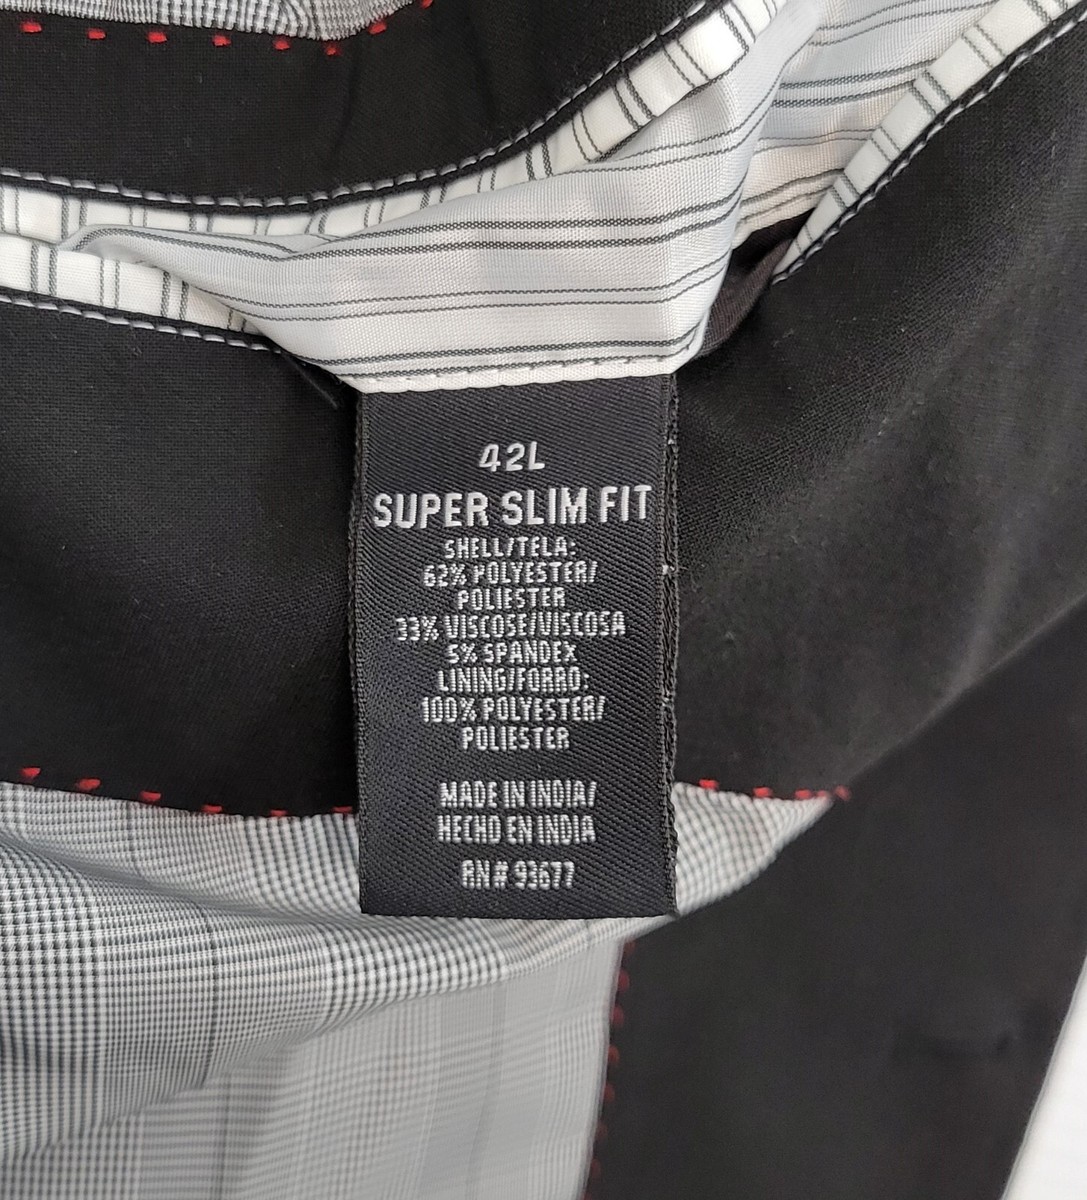 42L
SUPER SLIM FIT
SHELL/TELA:
62% POLYESTER/
POLIESTER
33% VISCOSE/VISCOSA
5% SPANDEX
LINING/FORRO:
100% POLYESTER/
POLIESTER
MADE IN INDIA/
HECHO EN INDIA
RN# 93677